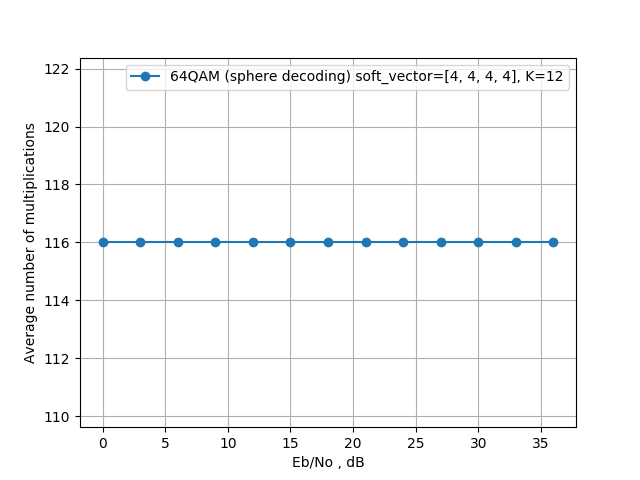 64QAM (sphere decoding) soft_vector=[4, 4, 4, 4], K=12
122
120
118
116
114
112
110
Average number of multiplications
0 5 10 15 20 25 30 35
Eb/No , dB